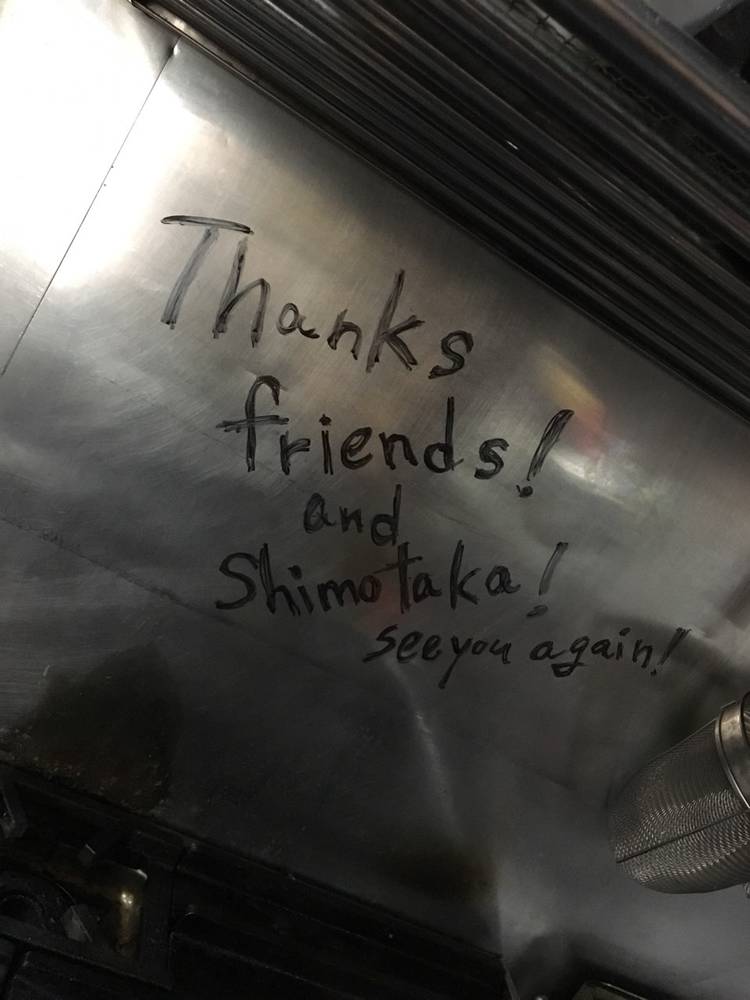 Thanks
friends!
and
Shimotaka!
see you again!